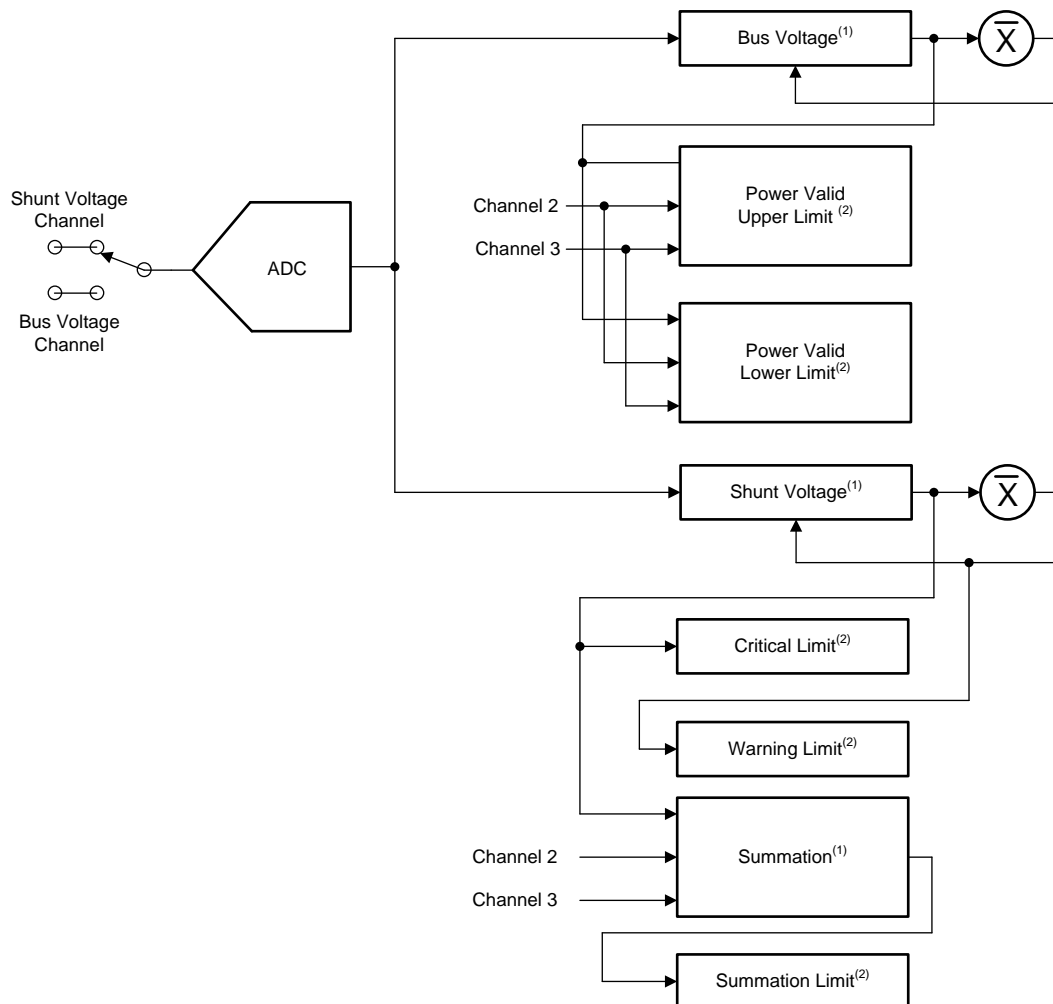 Bus Voltage(1)
X̅
Shunt Voltage
Channel
Channel 2
Power Valid
Upper Limit (2)
Channel 3
ADC
Bus Voltage
Channel
Power Valid
Lower Limit(2)
Shunt Voltage(1)
X̅
Critical Limit(2)
Warning Limit(2)
Channel 2
Summation(1)
Channel 3
Summation Limit(2)